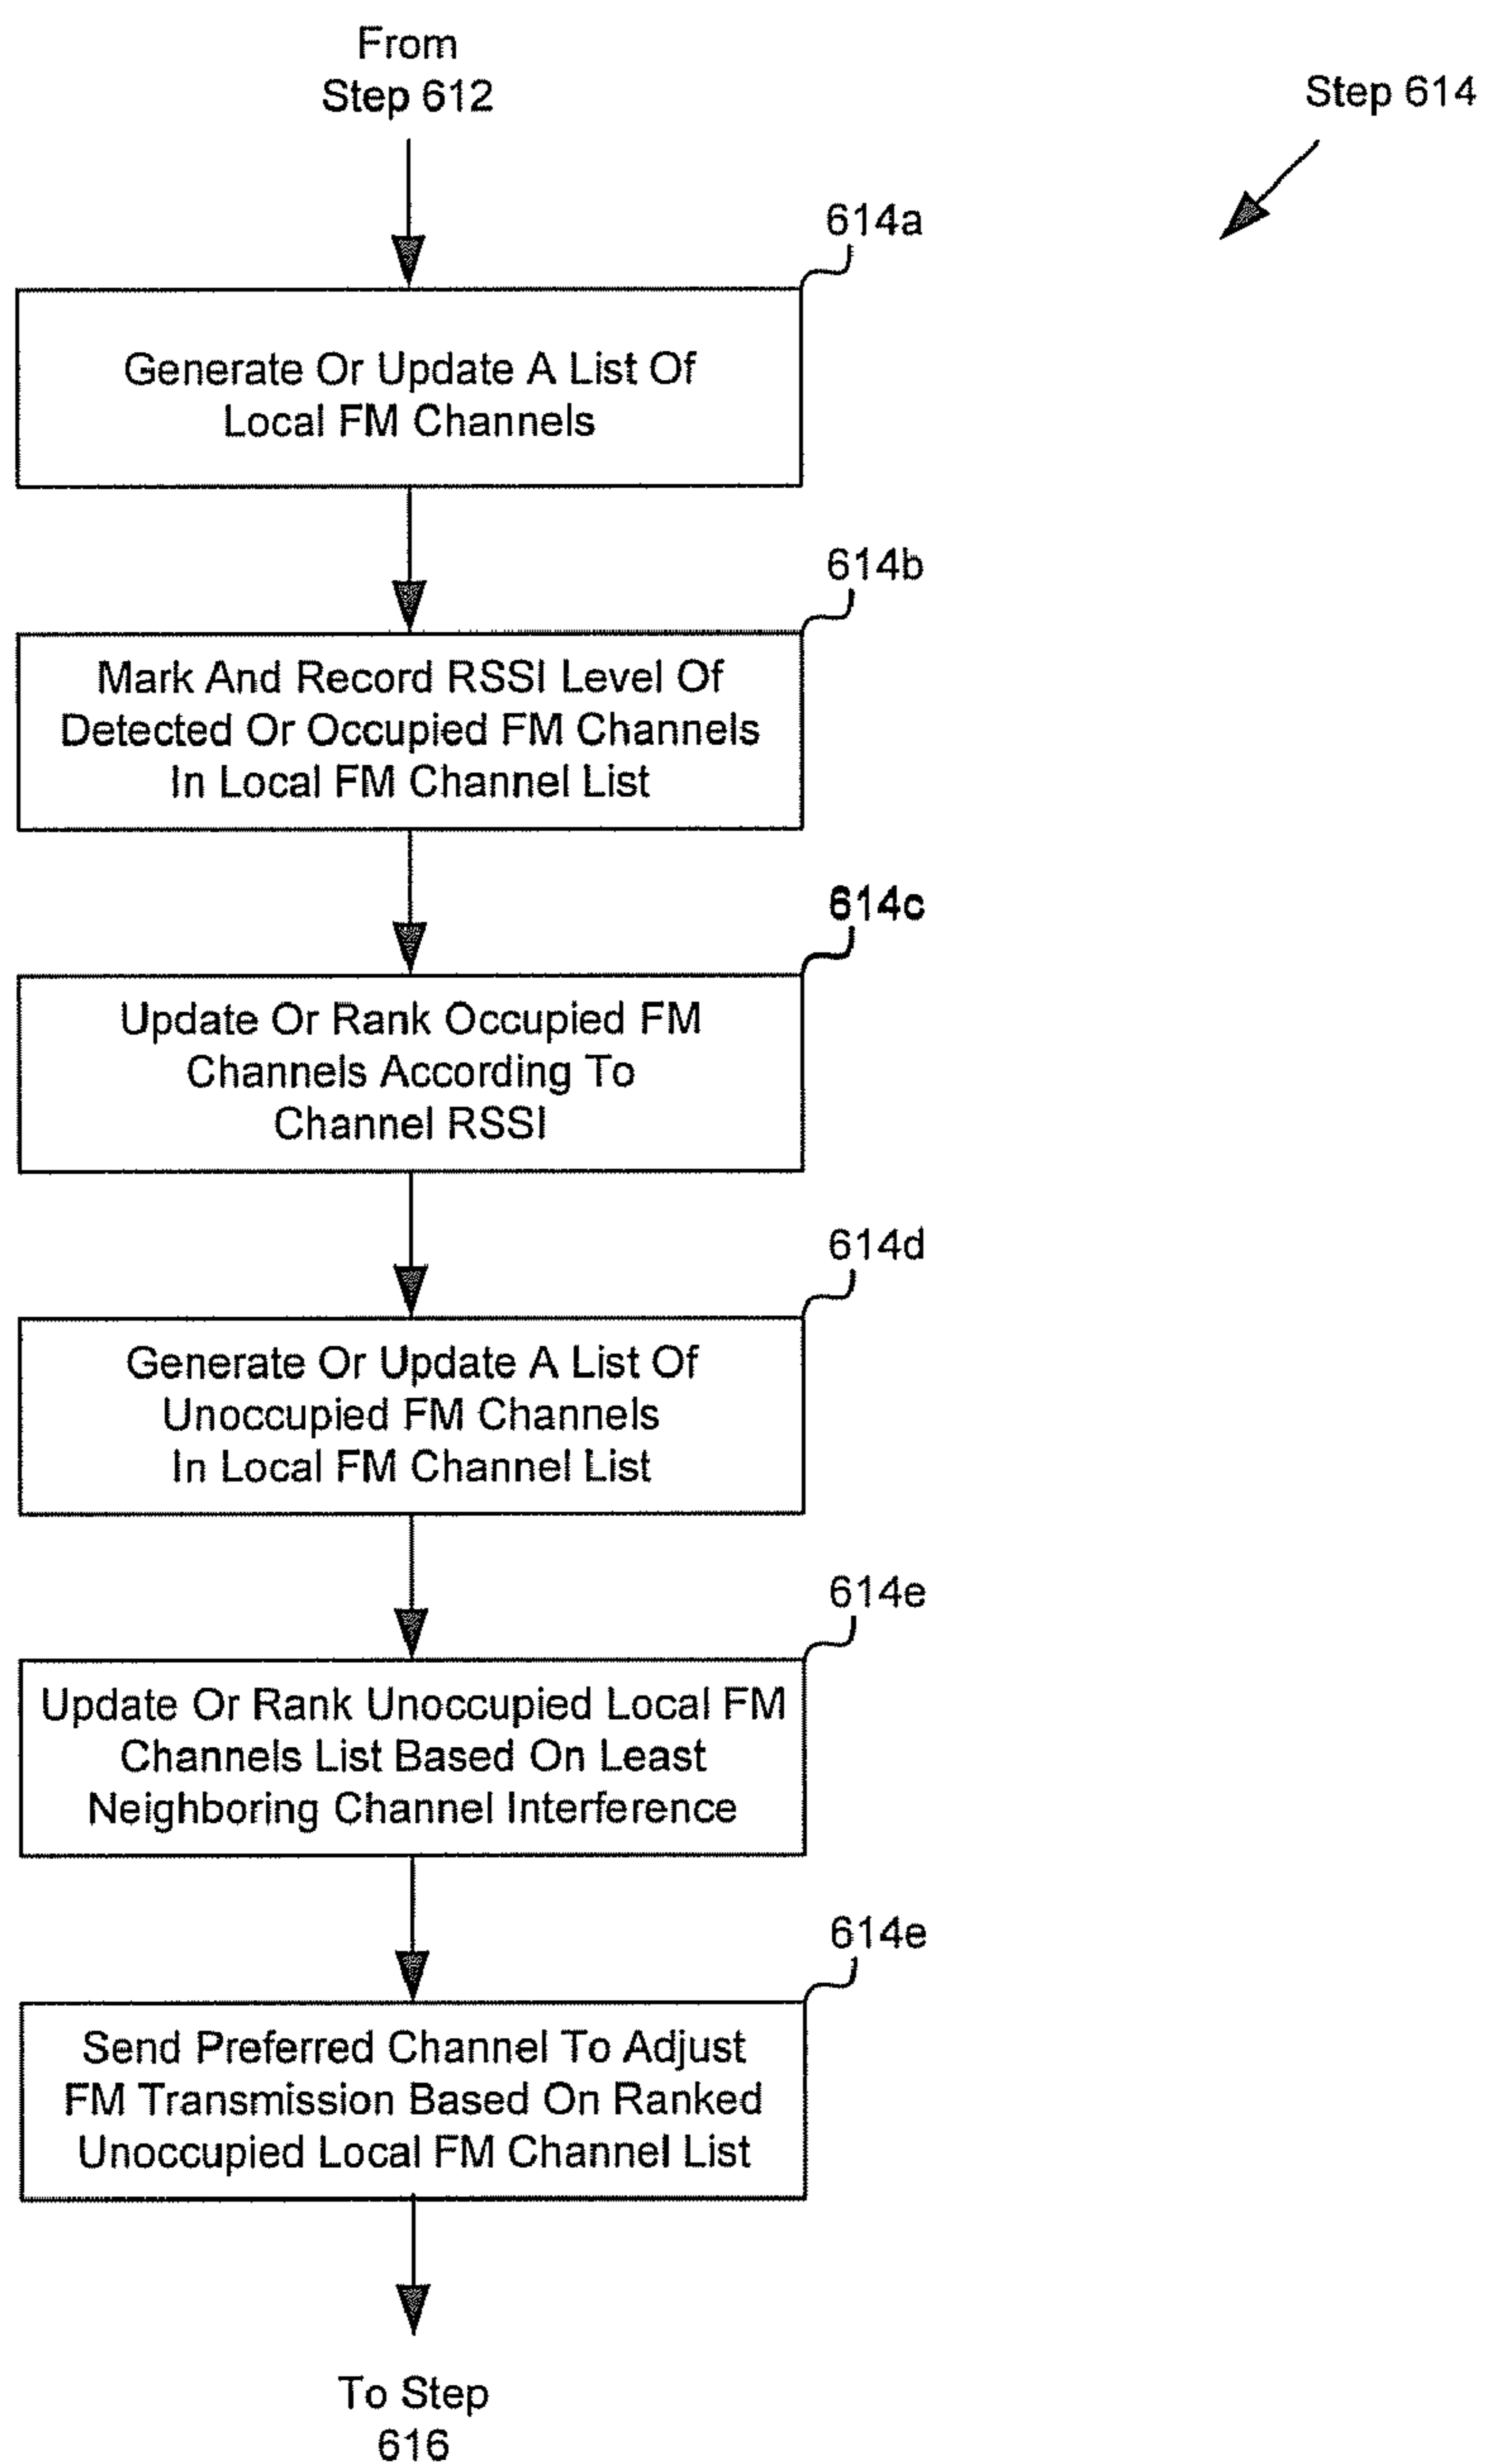 From
Step 612
Step 614
614a
Generate Or Update A List Of
Local FM Channels
614b
Mark And Record RSSI Level Of
Detected Or Occupied FM Channels
In Local FM Channel List
614c
Update Or Rank Occupied FM
Channels According To
Channel RSSI
614d
Generate Or Update A List Of
Unoccupied FM Channels
In Local FM Channel List
614e
Update Or Rank Unoccupied Local FM
Channels List Based On Least
Neighboring Channel Interference
614e
Send Preferred Channel To Adjust
FM Transmission Based On Ranked
Unoccupied Local FM Channel List
To Step
616